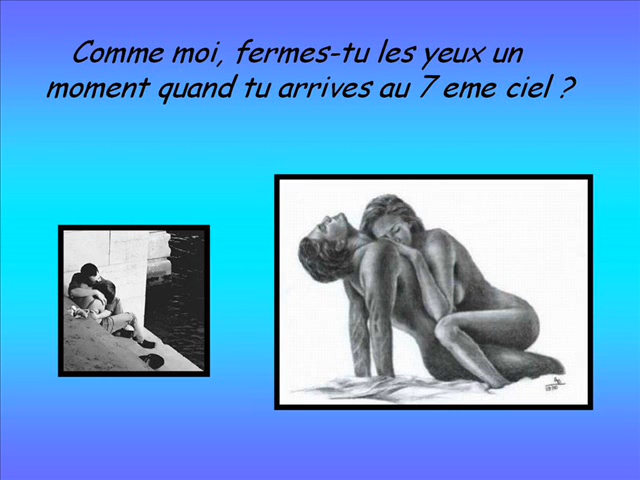 Comme moi, fermes-tu les yeux un
moment quand tu arrives au 7 eme ciel ?